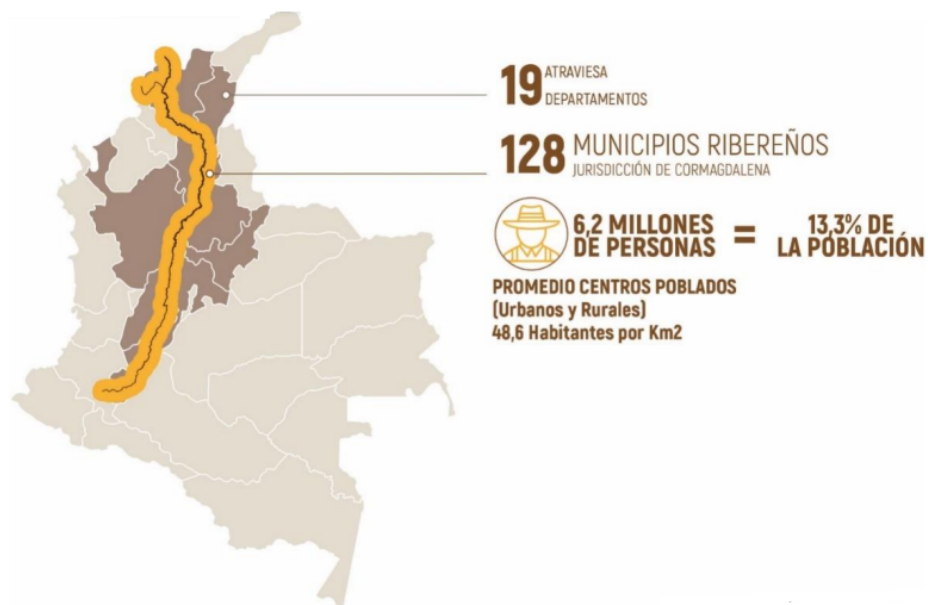 19 ATRAVIESA
DEPARTAMENTOS
128 MUNICIPIOS RIBEREÑOS
JURISDICCIÓN DE CORMAGDALENA
6,2 MILLONES
DE PERSONAS
=
13,3% DE
LA POBLACIÓN
PROMEDIO CENTROS POBLADOS
(Urbanos y Rurales)
48,6 Habitantes por Km2